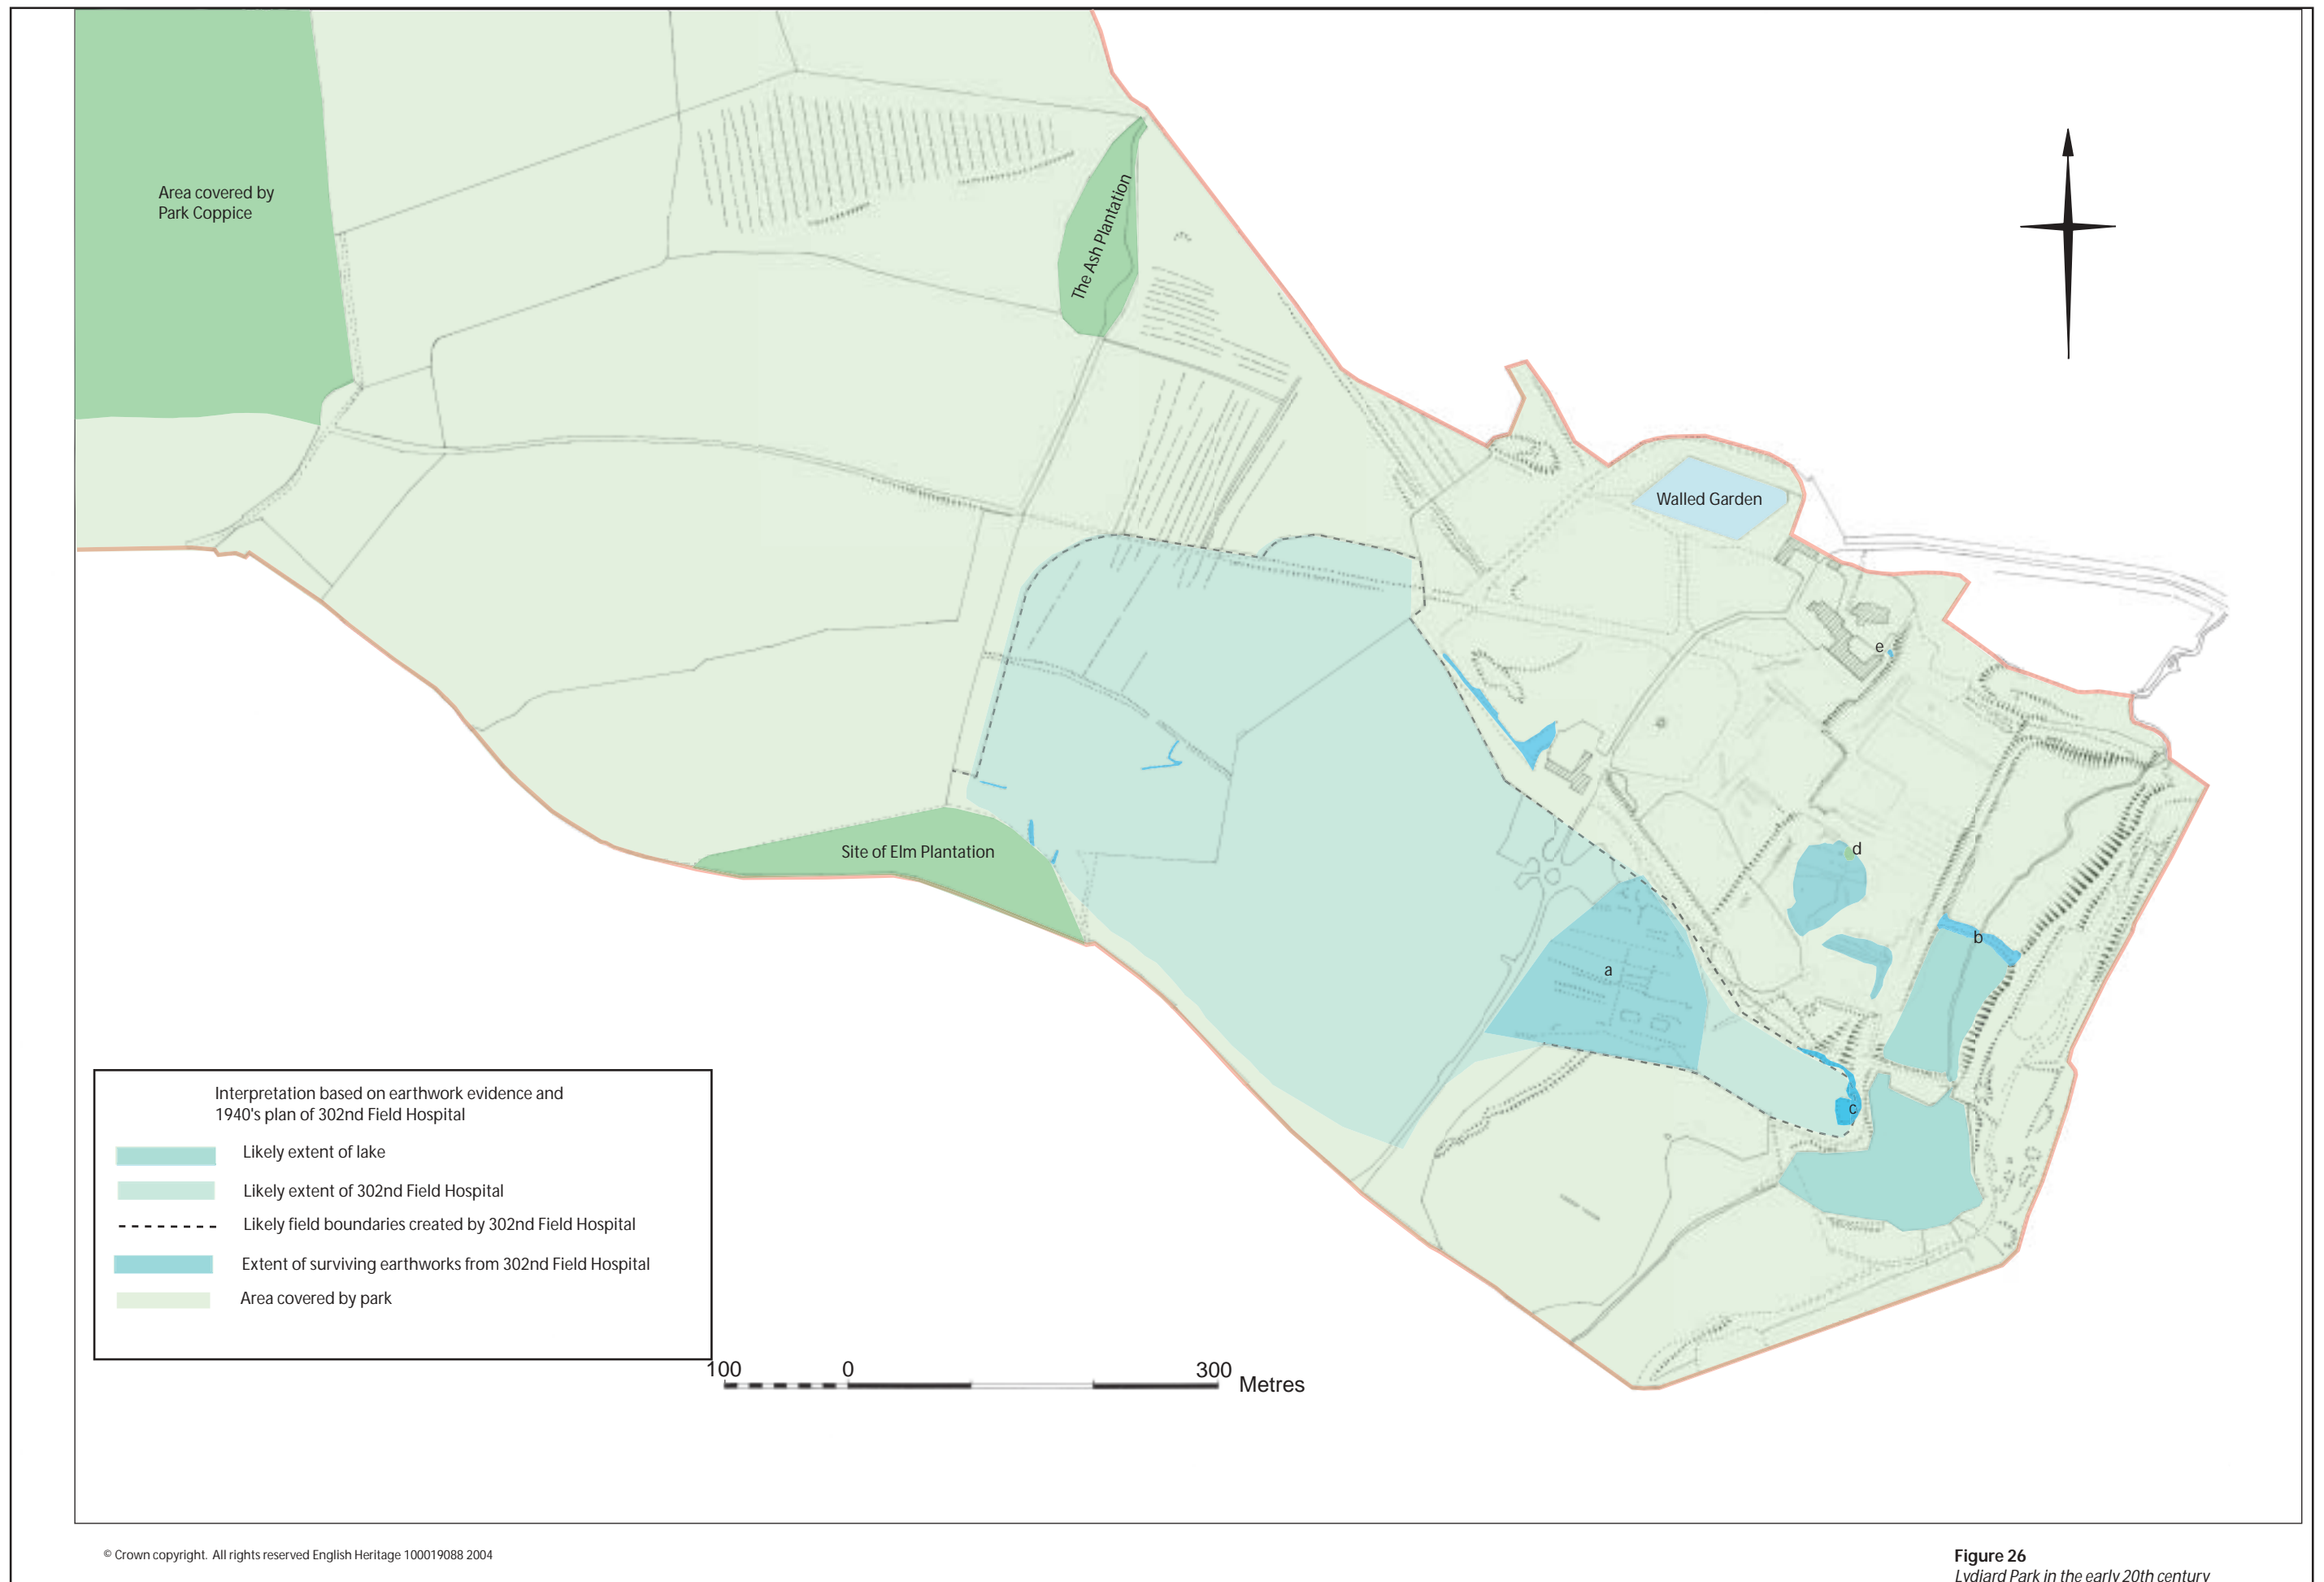 Area covered by
Park Coppice
The Ash Plantation
Walled Garden
e
Site of Elm Plantation
d
b
a
c
Interpretation based on earthwork evidence and
1940's plan of 302nd Field Hospital
Likely extent of lake
Likely extent of 302nd Field Hospital
Likely field boundaries created by 302nd Field Hospital
Extent of surviving earthworks from 302nd Field Hospital
Area covered by park
100 0 300
Metres
© Crown copyright. All rights reserved English Heritage 100019088 2004
Figure 26
Lydiard Park in the early 20th century